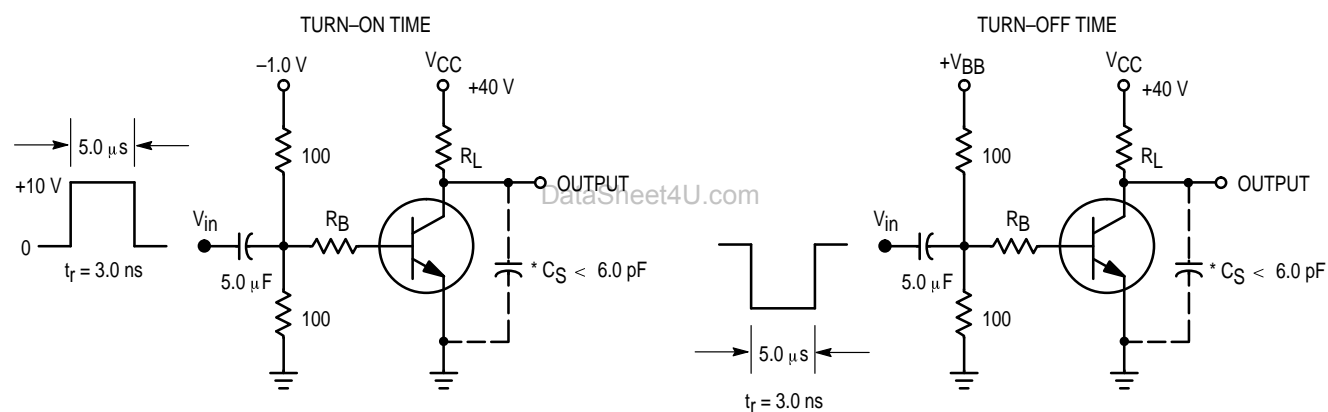 TURN–ON TIME
–1.0 V
VCC
+40 V
5.0 μs
100
RL
+10 V
OUTPUT
Vin
RB
0
tr = 3.0 ns
5.0 μF
* CS < 6.0 pF
100
DataSheet4U.com
TURN–OFF TIME
+VBB
VCC
+40 V
100
RL
OUTPUT
Vin
RB
5.0 μF
* CS < 6.0 pF
100
5.0 μs
tr = 3.0 ns